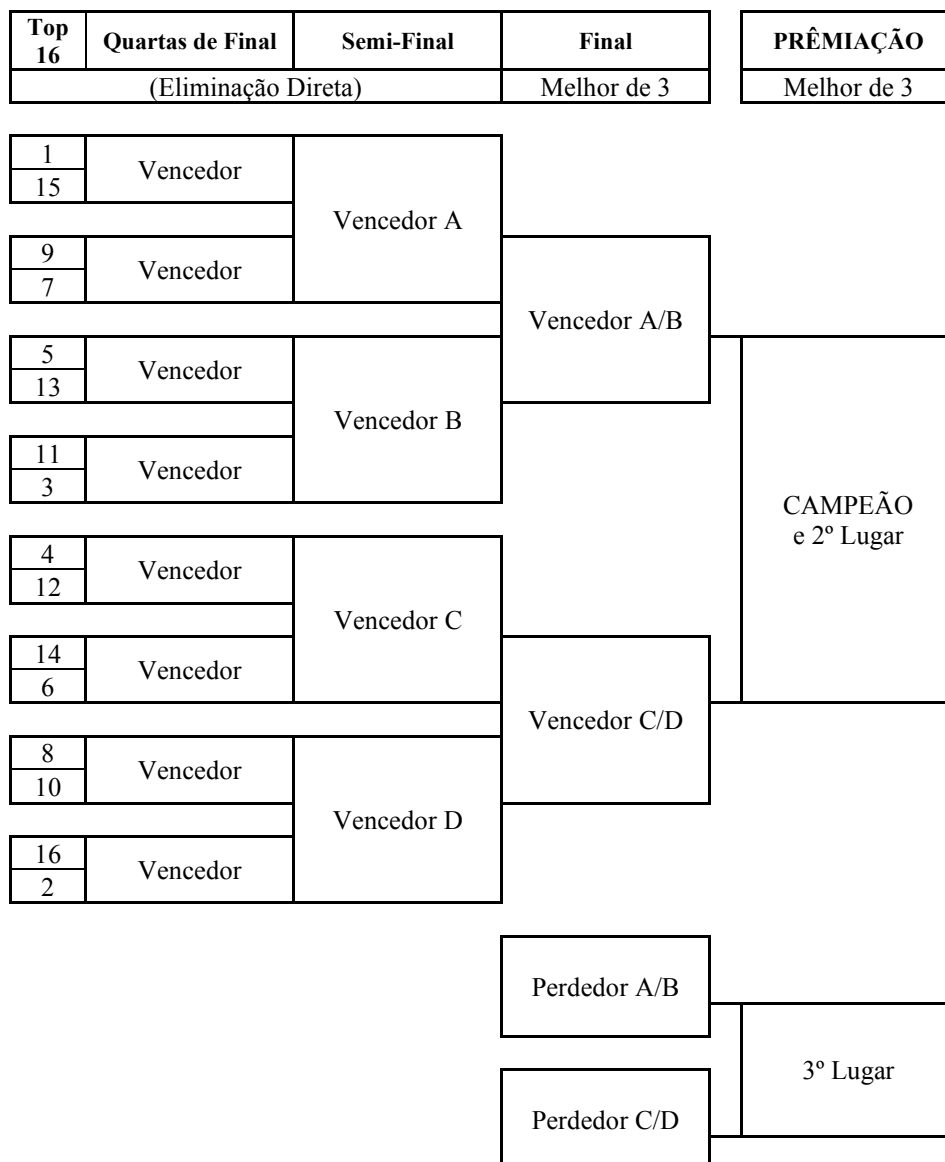 Top 16 Quartas de Final Semi-Final Final PRÊMIAÇÃO
(Eliminação Direta) Melhor de 3 Melhor de 3
1
Vencedor
15
Vencedor A
9
Vencedor
7
Vencedor A/B
5
Vencedor
13
Vencedor B
11
Vencedor
3
CAMPEÃO
e 2º Lugar
4
Vencedor
12
Vencedor C
14
Vencedor
6
Vencedor C/D
8
Vencedor
10
Vencedor D
16
Vencedor
2
Perdedor A/B
3º Lugar
Perdedor C/D